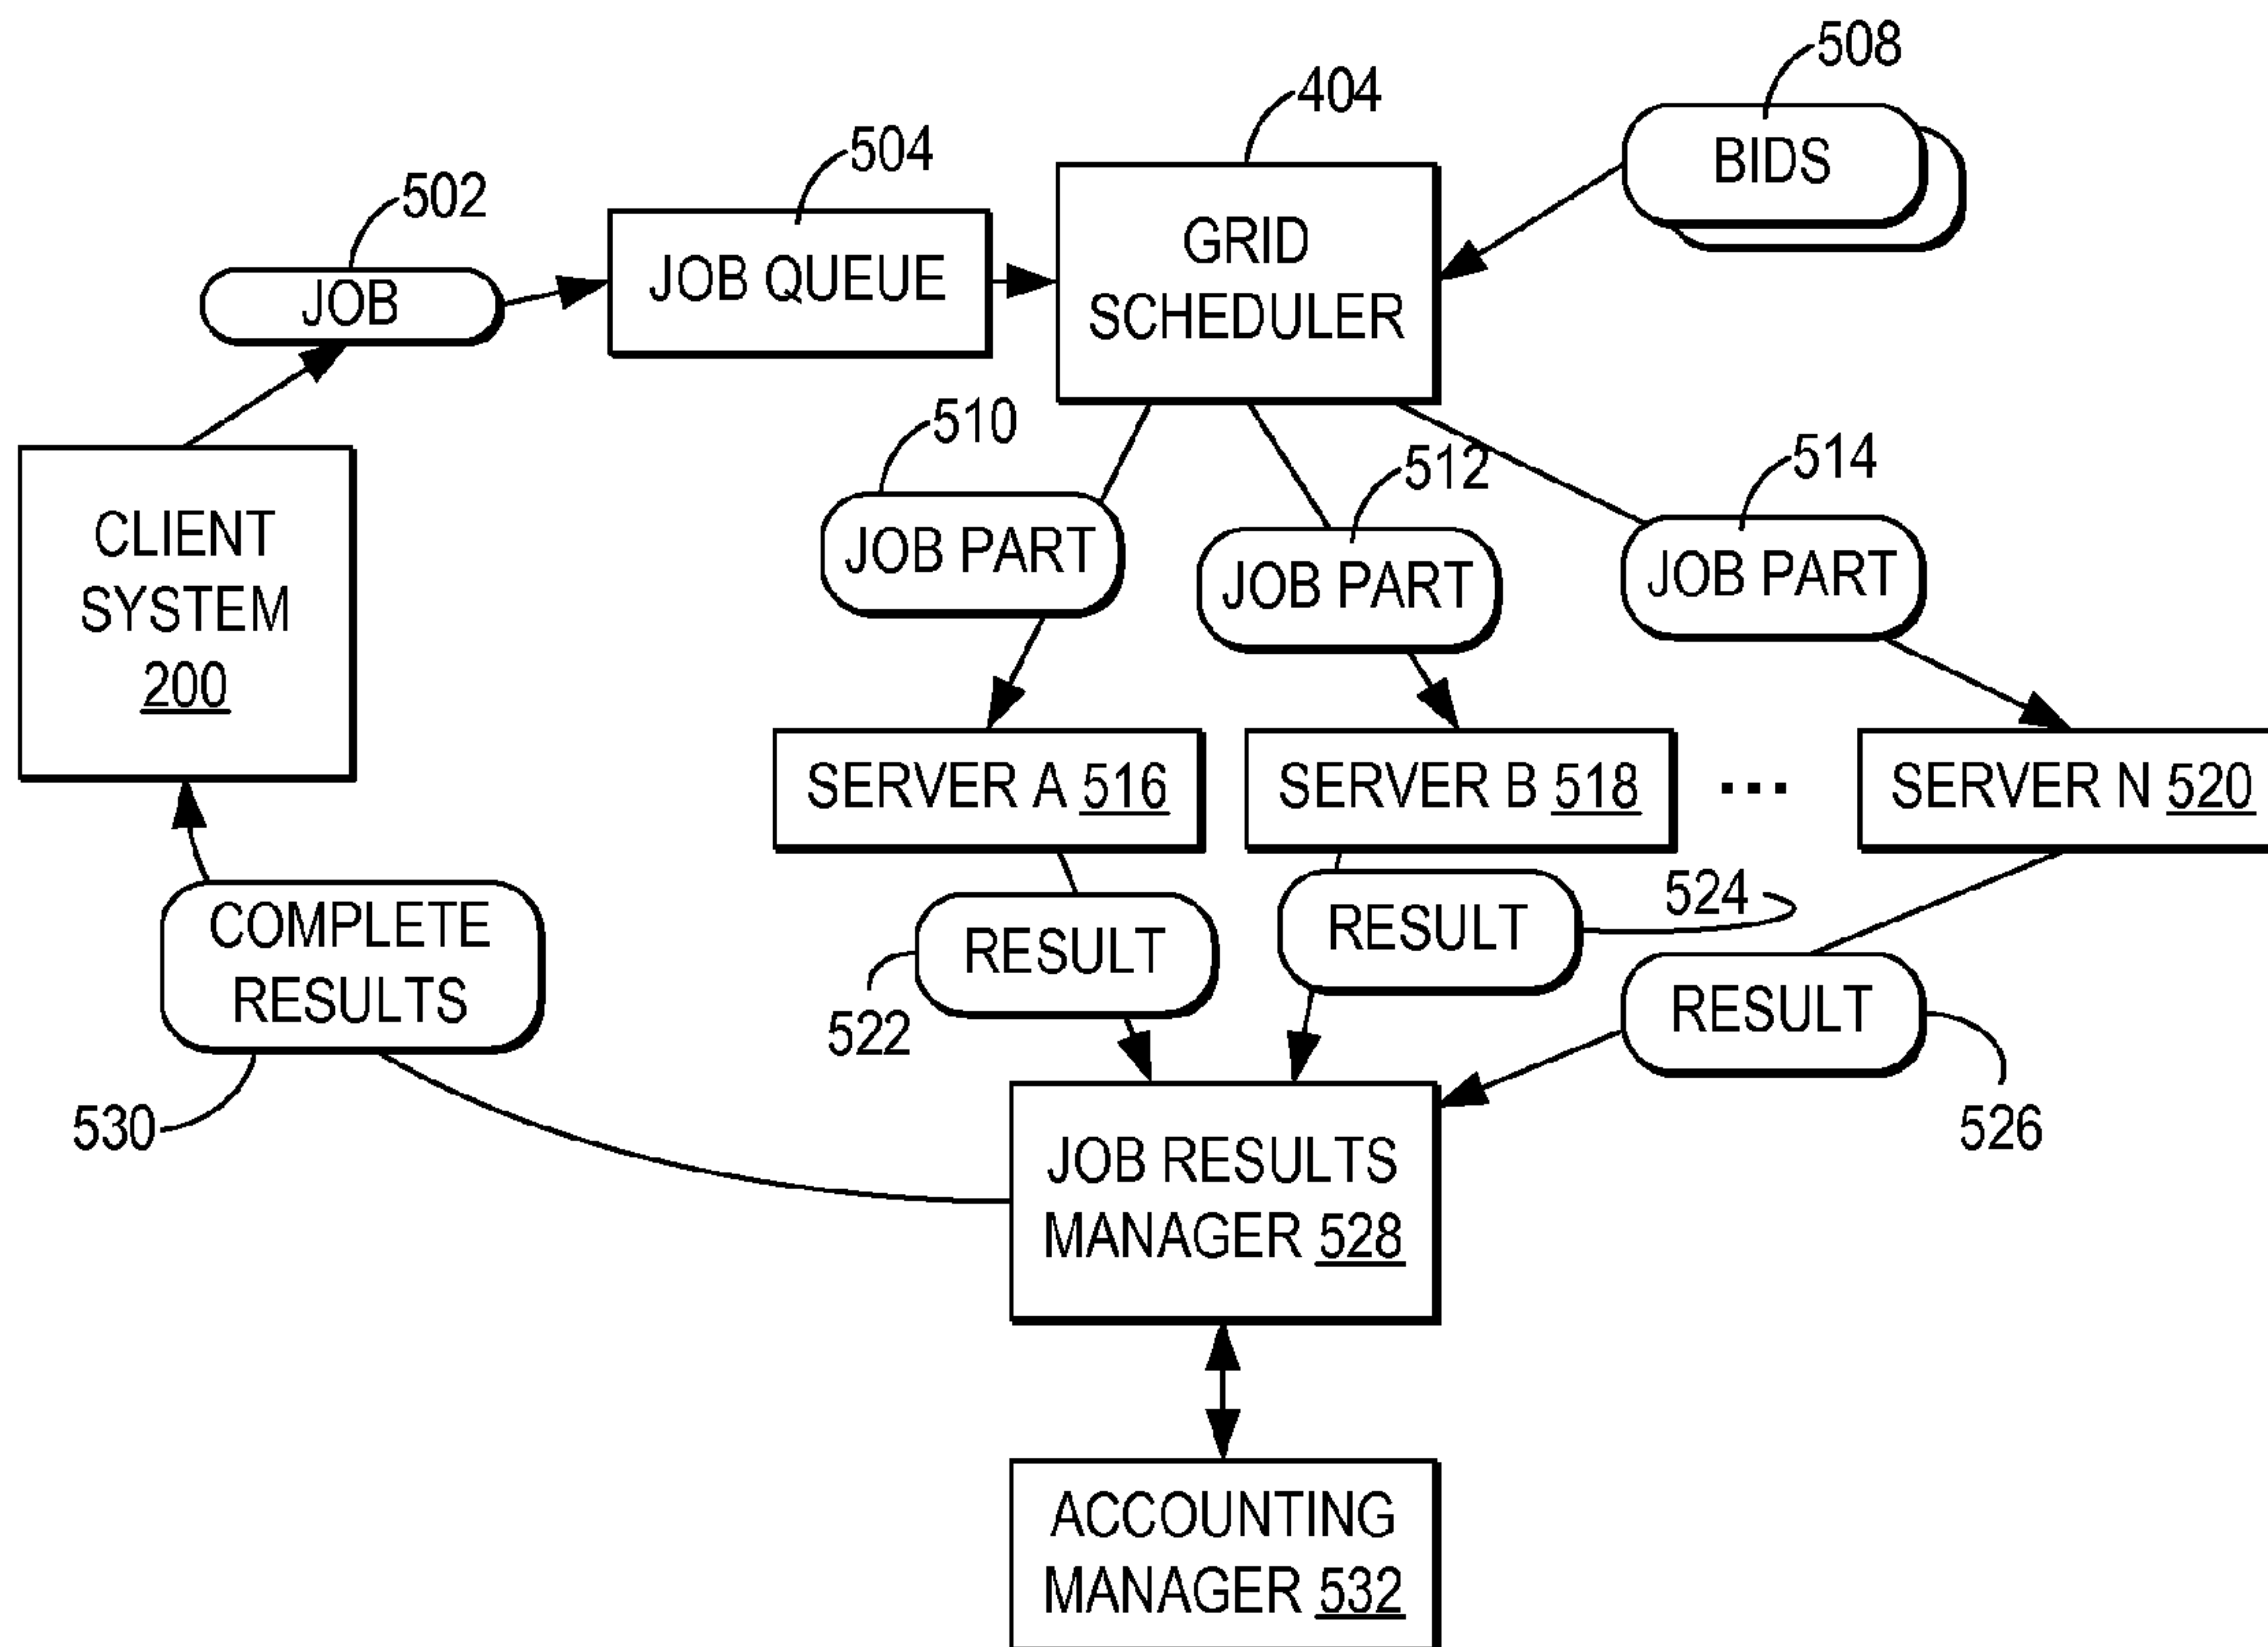 508
404
504
BIDS
502
GRID
SCHEDULER
JOB QUEUE
JOB
510
512
514
CLIENT
SYSTEM
200
JOB PART
JOB PART
JOB PART
SERVER A 516
SERVER B 518
...
SERVER N 520
COMPLETE
RESULTS
RESULT
RESULT
524
RESULT
522
530
526
JOB RESULTS
MANAGER 528
ACCOUNTING
MANAGER 532